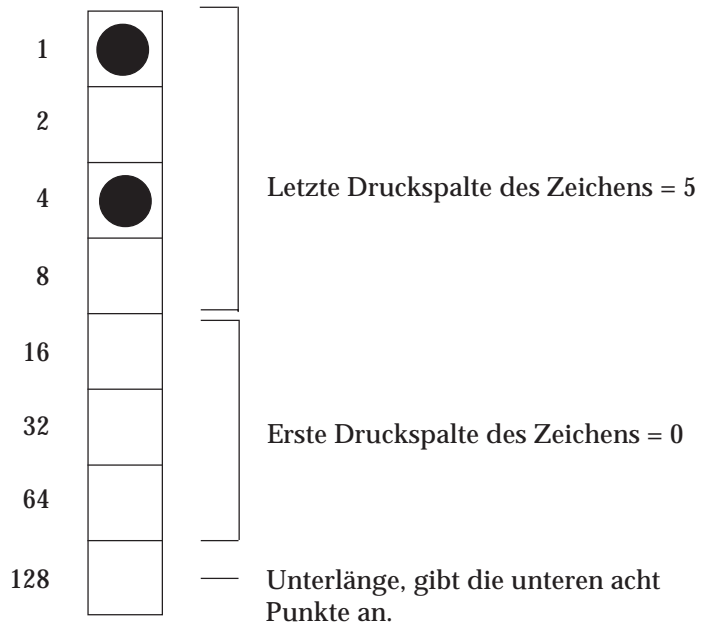 1
2
4
Letzte Druckspalte des Zeichens = 5
8
16
32
Erste Druckspalte des Zeichens = 0
64
128
Unterlänge, gibt die unteren acht
Punkte an.